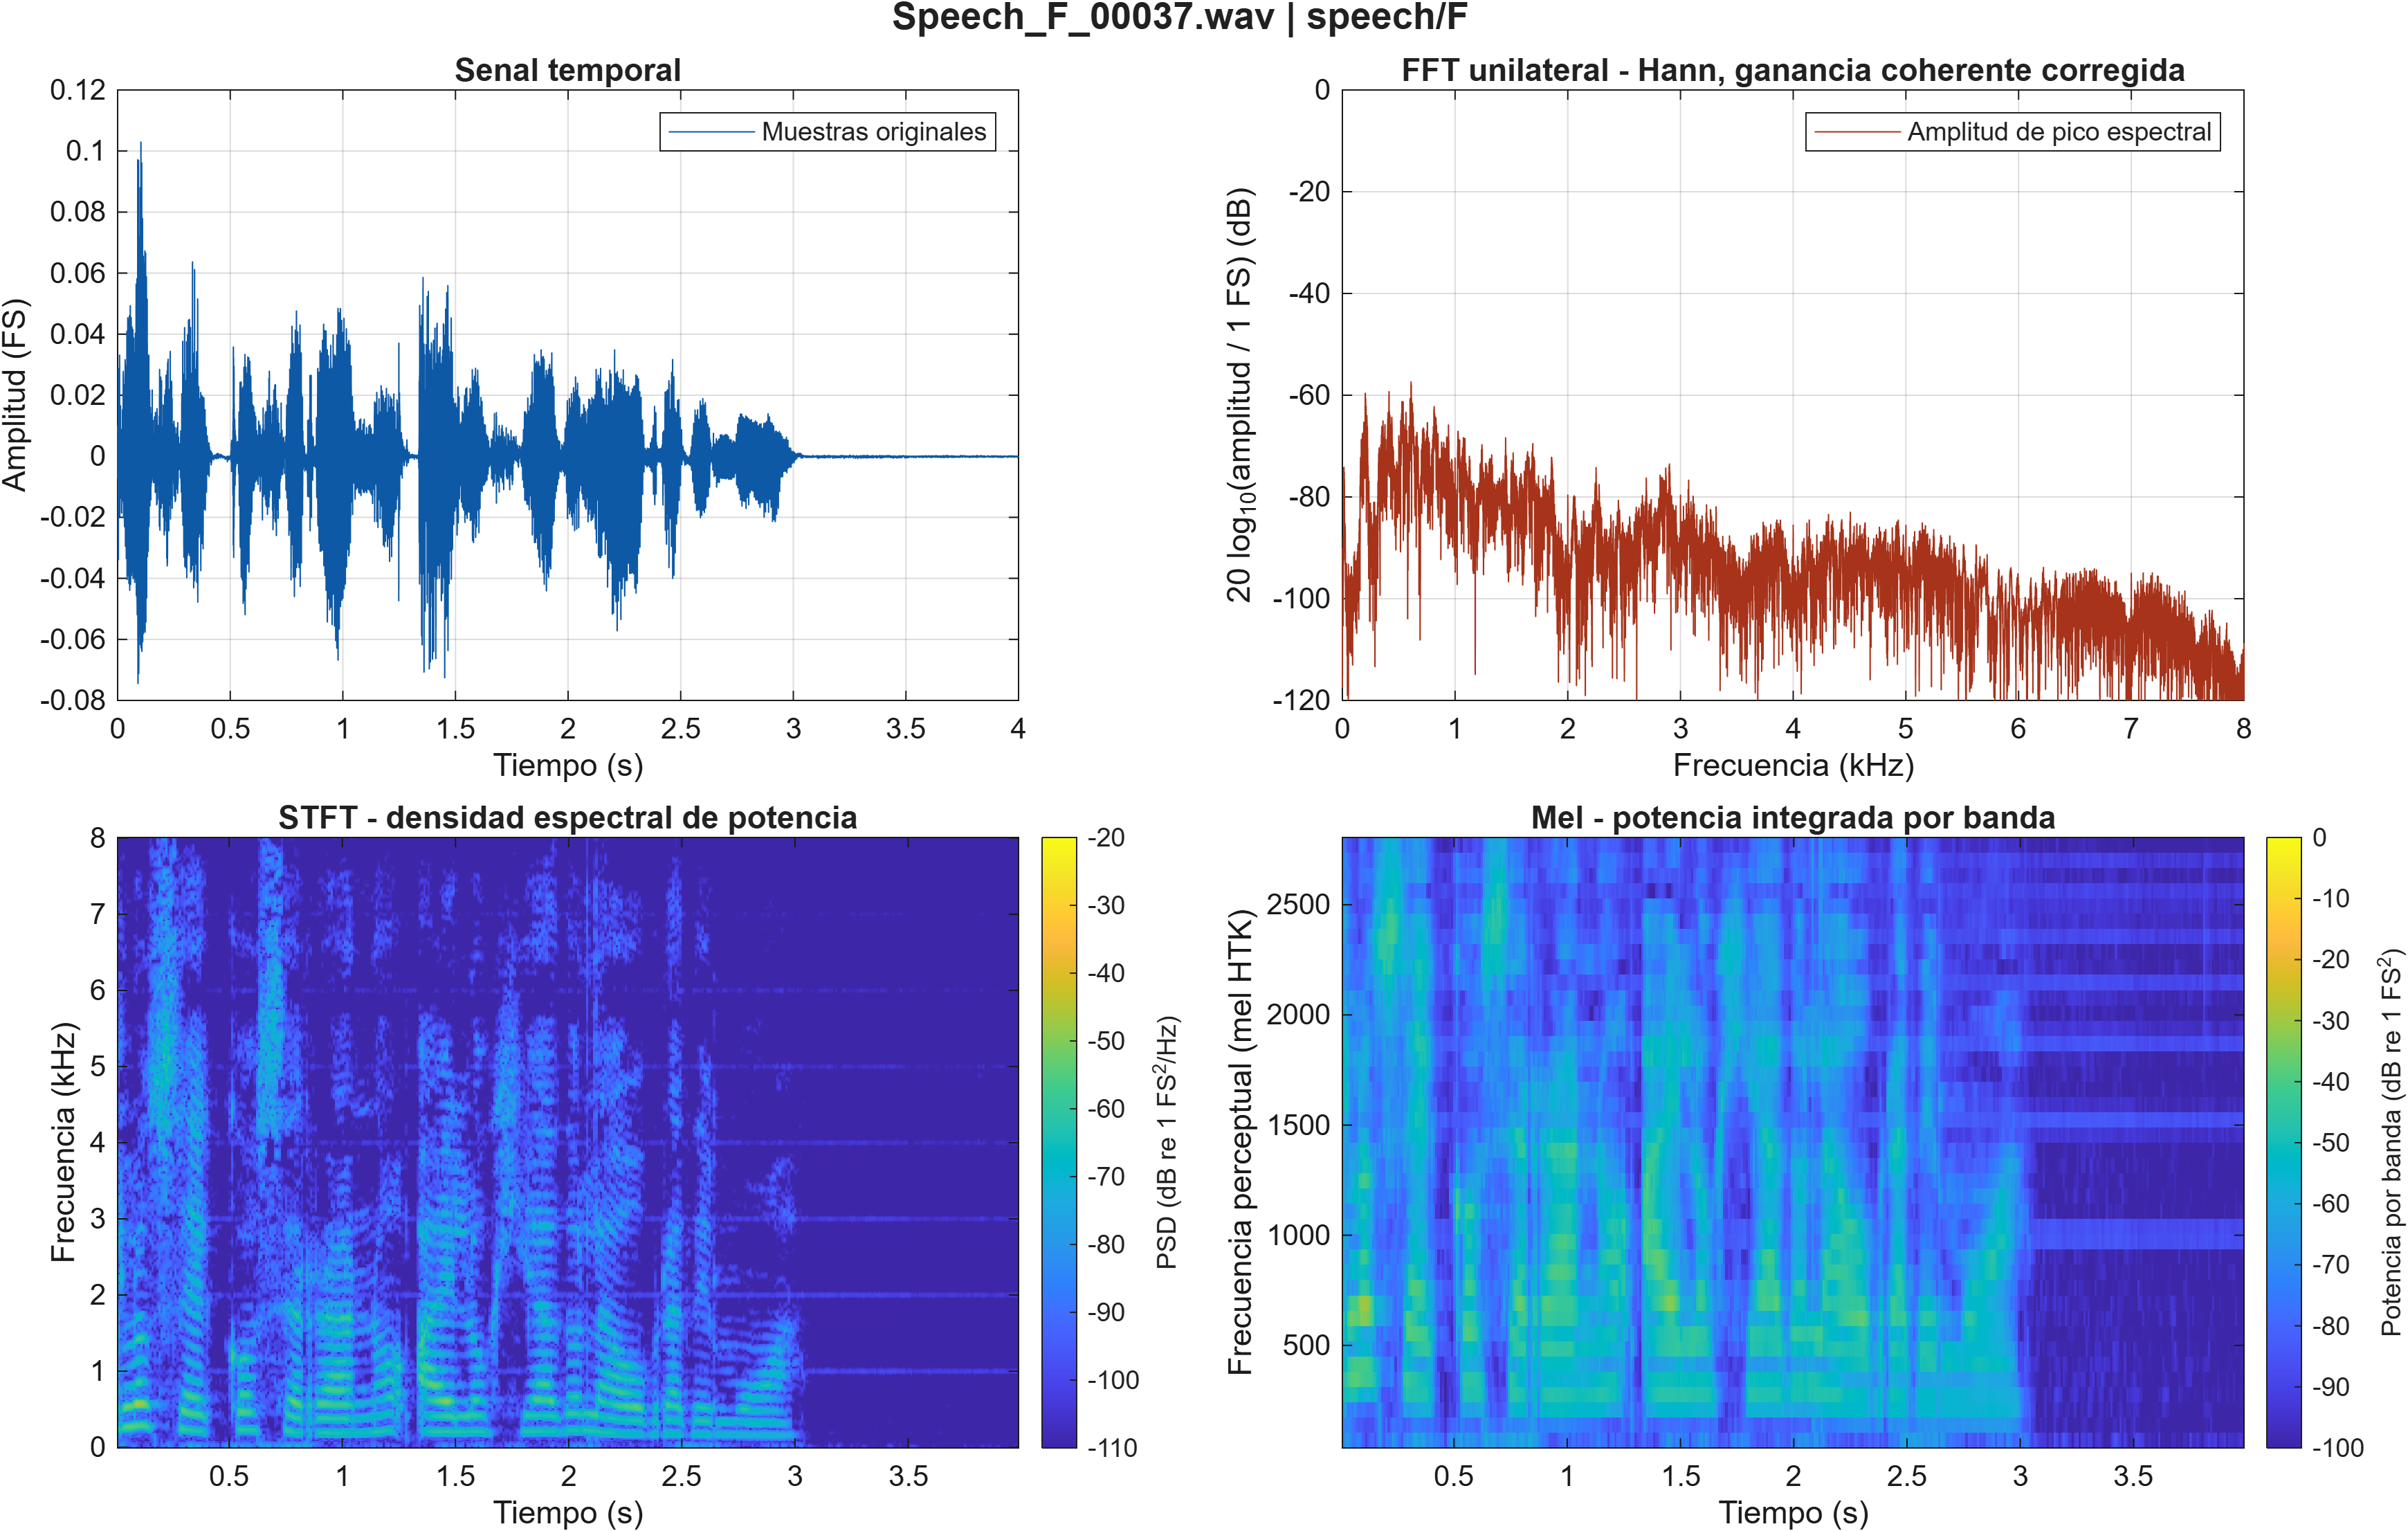 Speech_F_00037.wav | speech/F
Senal temporal
0.12
0.1
0.08
0.06
0.04
0.02
0
-0.02
-0.04
-0.06
-0.08
Amplitud (FS)
Muestras originales
0 0.5 1 1.5 2 2.5 3 3.5 4
Tiempo (s)
FFT unilateral - Hann, ganancia coherente corregida
0
-20
-40
-60
-80
-100
-120
20 log10(amplitud / 1 FS) (dB)
Amplitud de pico espectral
0 1 2 3 4 5 6 7 8
Frecuencia (kHz)
STFT - densidad espectral de potencia
8
7
6
5
4
3
2
1
0
Frecuencia (kHz)
0.5 1 1.5 2 2.5 3 3.5
Tiempo (s)
-20
-30
-40
-50
-60
-70
-80
-90
-100
-110
PSD (dB re 1 FS²/Hz)
Mel - potencia integrada por banda
2500
2000
1500
1000
500
Frecuencia perceptual (mel HTK)
0.5 1 1.5 2 2.5 3 3.5
Tiempo (s)
0
-10
-20
-30
-40
-50
-60
-70
-80
-90
-100
Potencia por banda (dB re 1 FS²)